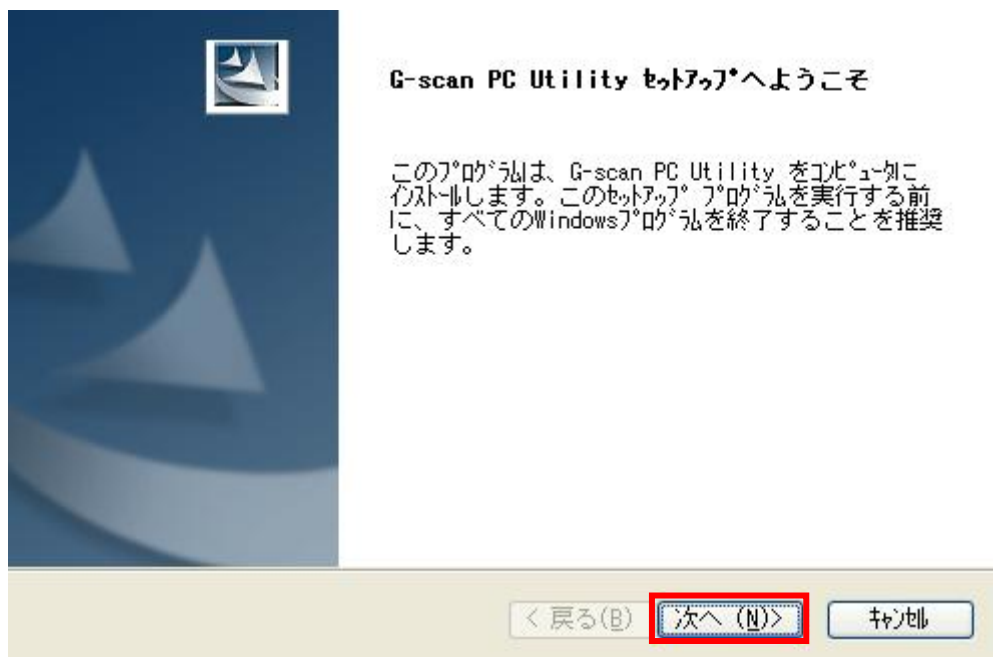 G-scan PC Utility ｾｯﾄｱｯﾌﾟへようこそ
このﾌﾟﾛｸﾞﾗﾑは、G-scan PC Utility をｺﾝﾋﾟｭｰﾀに
ｲﾝｽﾄｰﾙします。このｾｯﾄｱｯﾌﾟ ﾌﾟﾛｸﾞﾗﾑを実行する前
に、すべてのWindowsﾌﾟﾛｸﾞﾗﾑを終了することを推奨
します。
< 戻る(B) 次へ (N)> ｷｬﾝｾﾙ